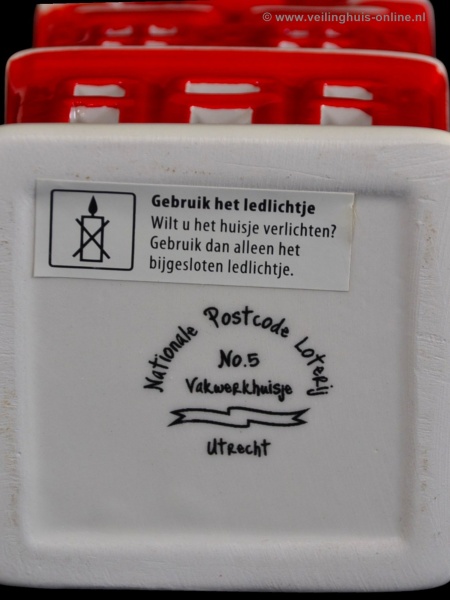 © www.veilinghuis-online.nl
Gebruik het ledlichtje
Wilt u het huisje verlichten?
Gebruik dan alleen het
bijgesloten ledlichtje.
Nationale Postcode Loterij
No.5
Vakwerkhuisje
Utrecht